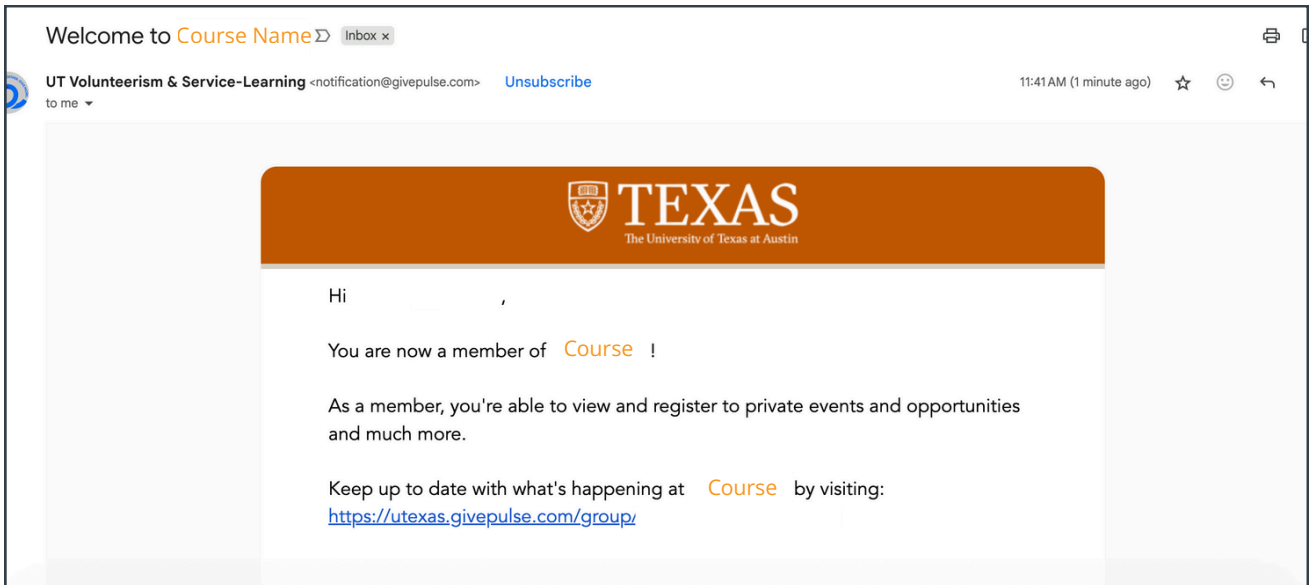 Welcome to Course Name Inbox x
UT Volunteerism & Service-Learning <notification@givepulse.com> Unsubscribe 11:41 AM (1 minute ago)
to me
TEXAS
The University of Texas at Austin
Hi ,
You are now a member of Course !
As a member, you're able to view and register to private events and opportunities
and much more.
Keep up to date with what's happening at Course by visiting:
https://utexas.givepulse.com/group/